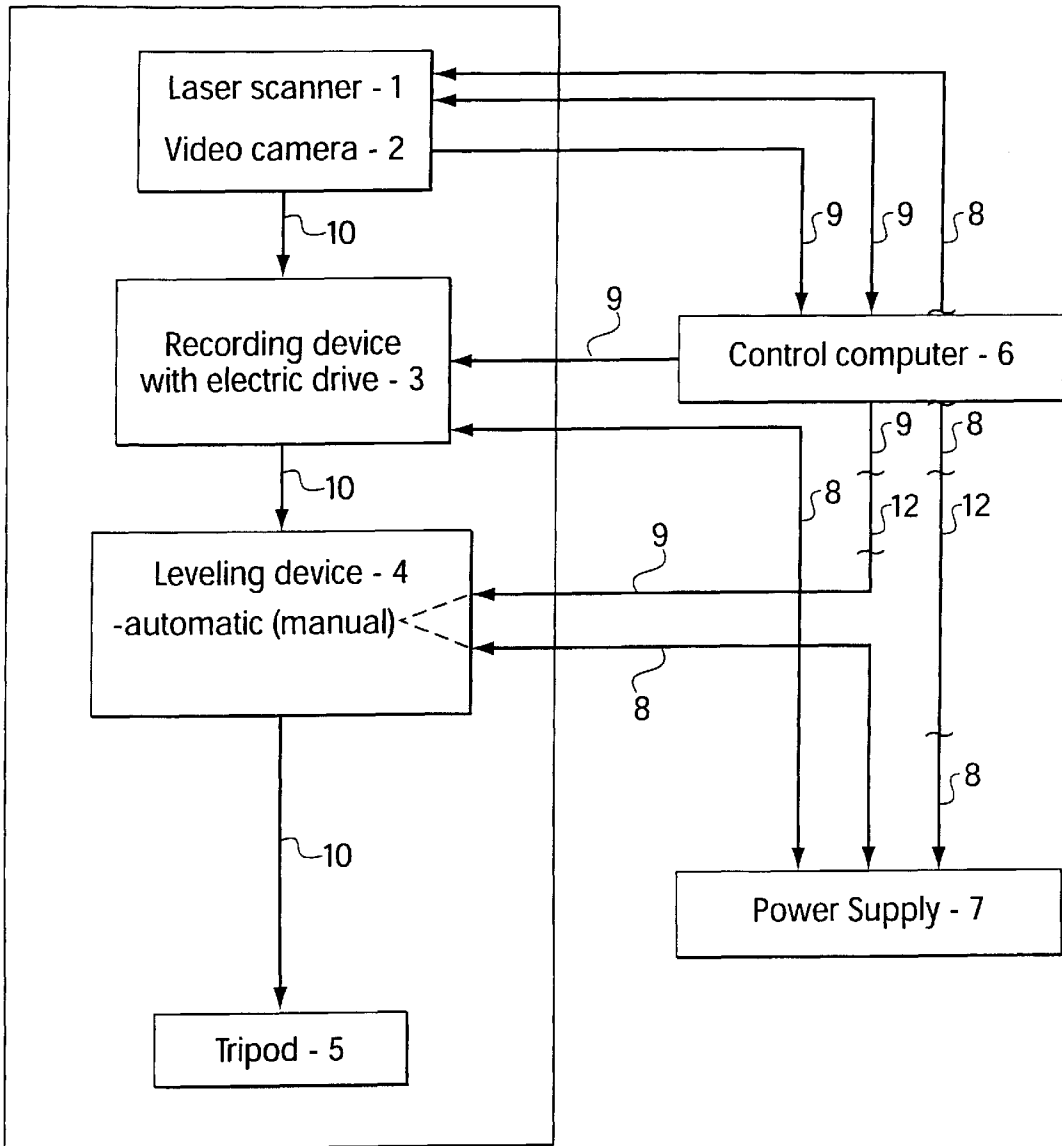 Laser scanner - 1
Video camera - 2
10
9
9
8
Recording device
with electric drive - 3
9
Control computer - 6
10
8
9
8
12
12
Leveling device - 4
-automatic (manual)
9
8
8
10
Power Supply - 7
Tripod - 5